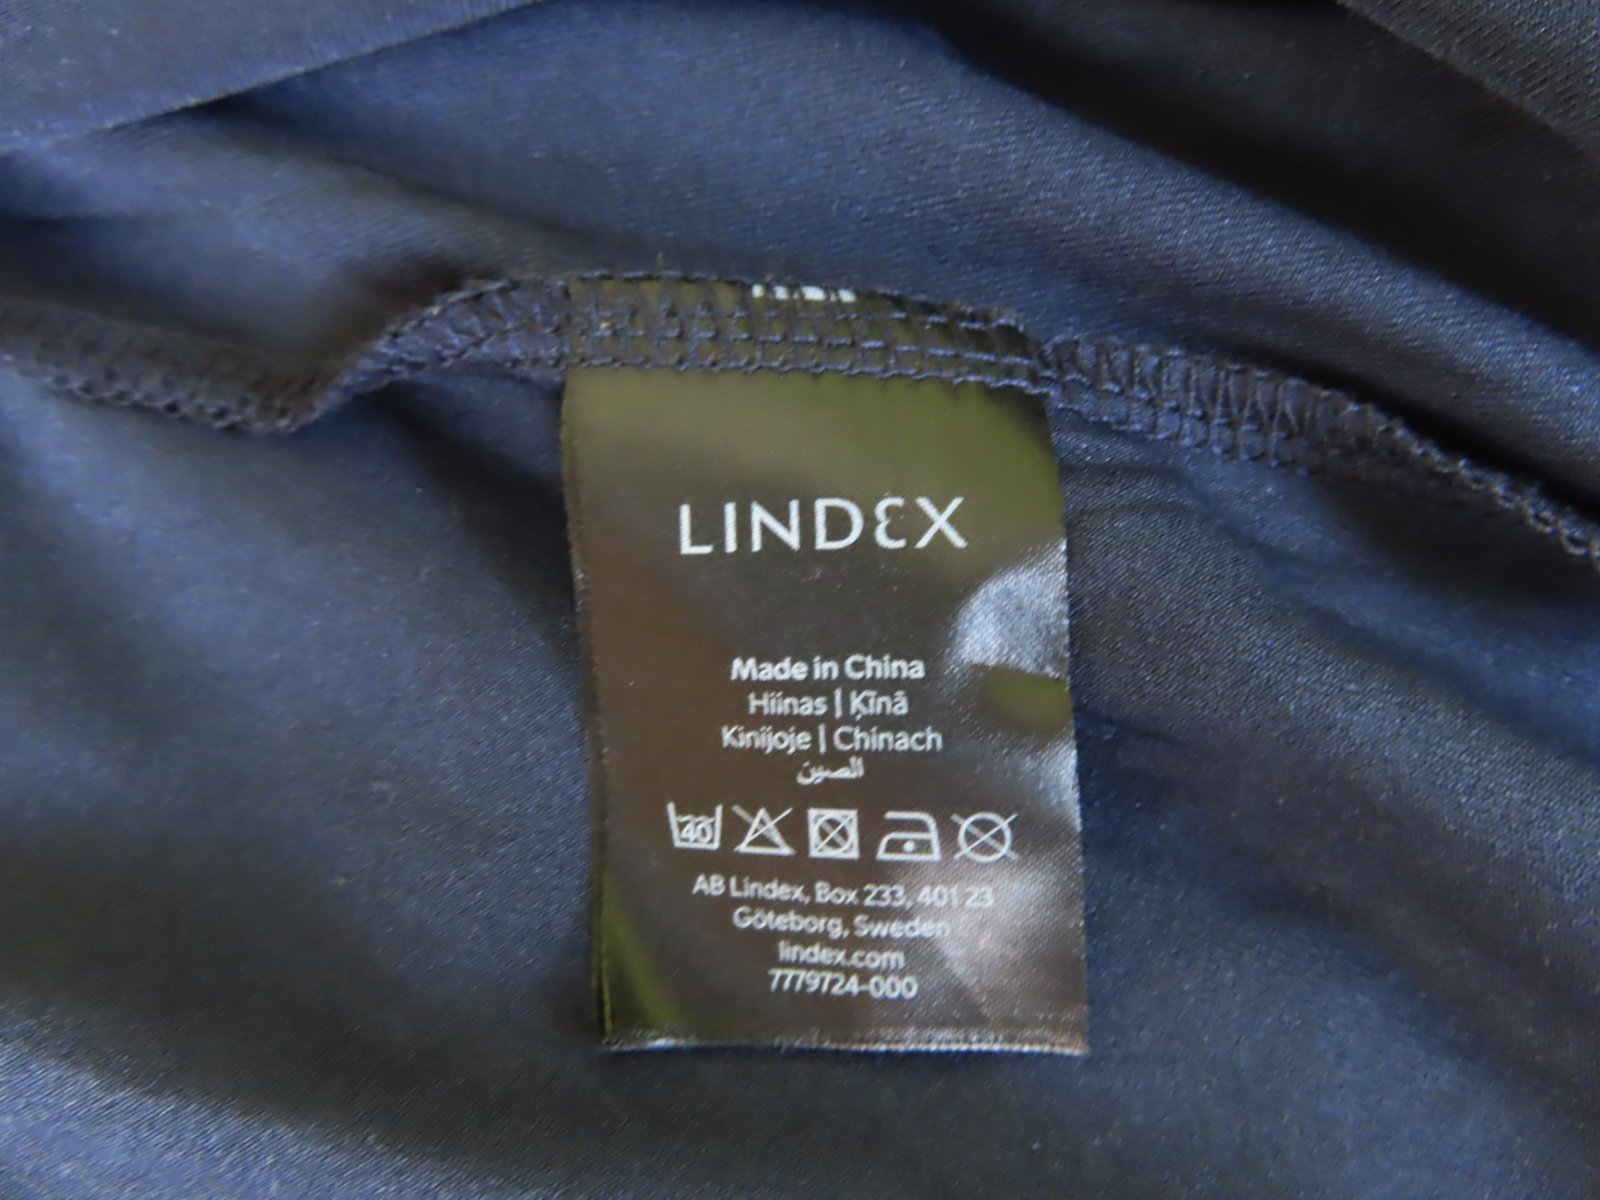 LINDEX
Made in China
Hiinas | Ķīnā
Kinijoje | Chinach
الصين
40
AB Lindex, Box 233, 401 23
Göteborg, Sweden
lindex.com
7779724-000